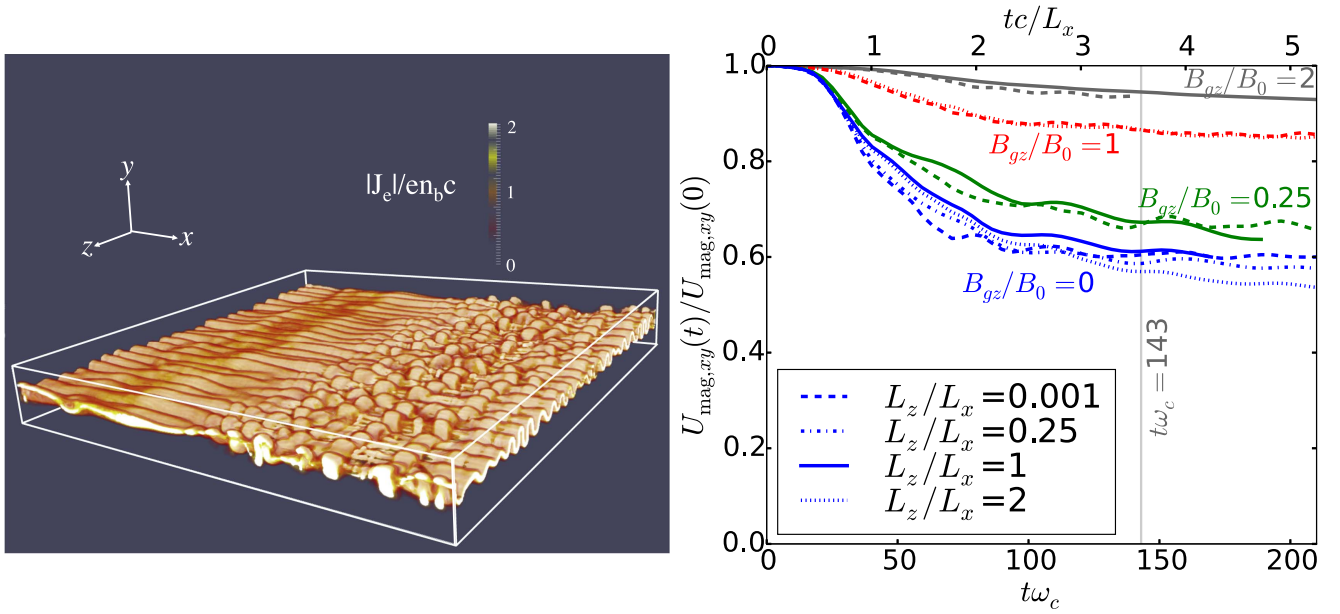 y
z
x
|J_e|/en_bc
2
1
0
tc/L_x
0 1 2 3 4 5
U_mag,xy(t)/U_mag,xy(0)
1.0
0.8
0.6
0.4
0.2
0.0
B_gz/B_0=2
B_gz/B_0=1
B_gz/B_0=0.25
B_gz/B_0=0
tω_c=143
L_z/L_x=0.001
L_z/L_x=0.25
L_z/L_x=1
L_z/L_x=2
0 50 100 150 200
tω_c